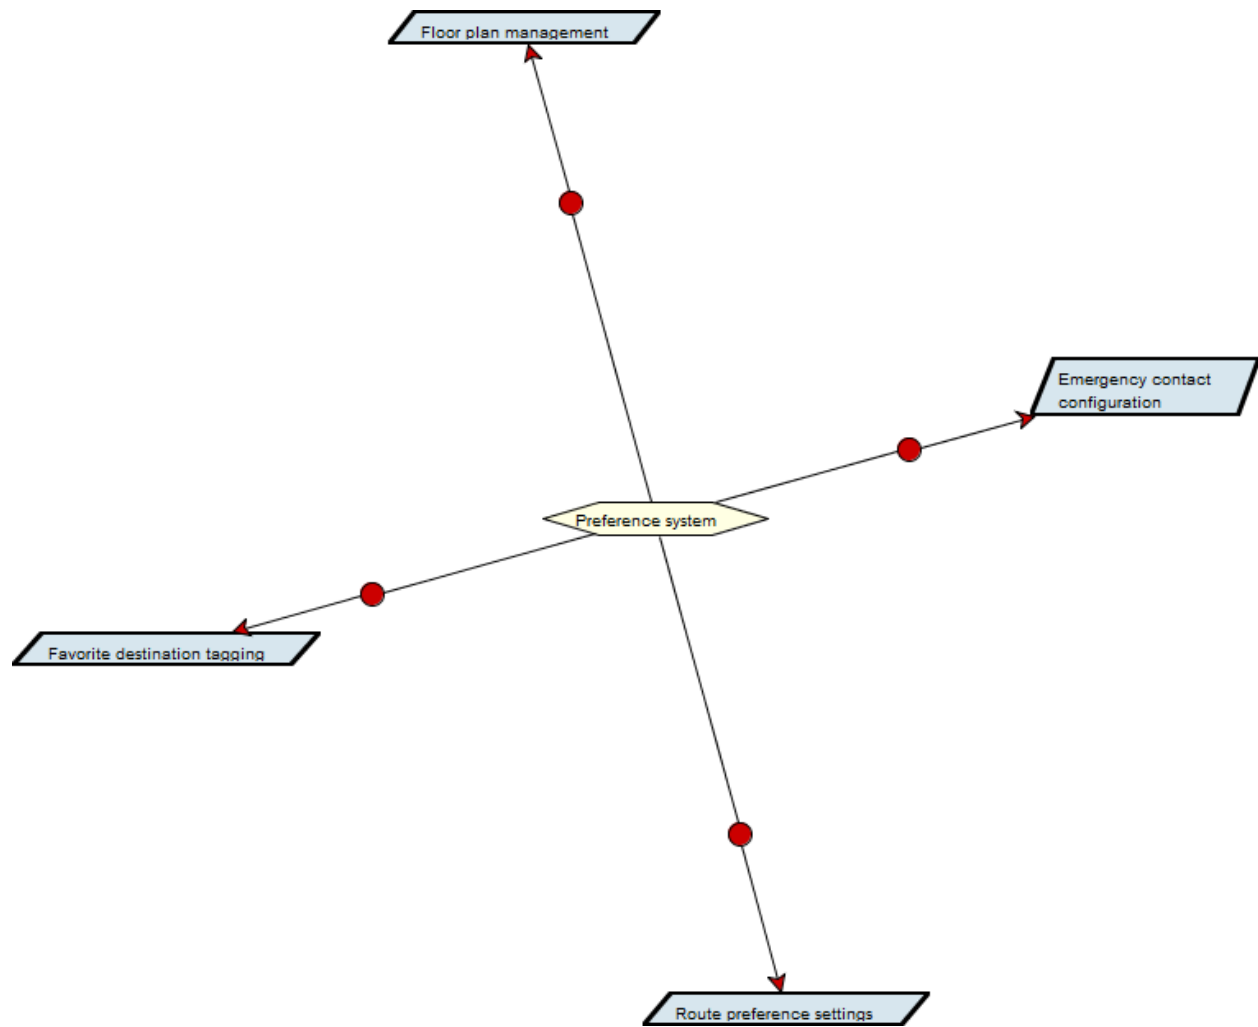 Floor plan management
Emergency contact
configuration
Preference system
Favorite destination tagging
Route preference settings